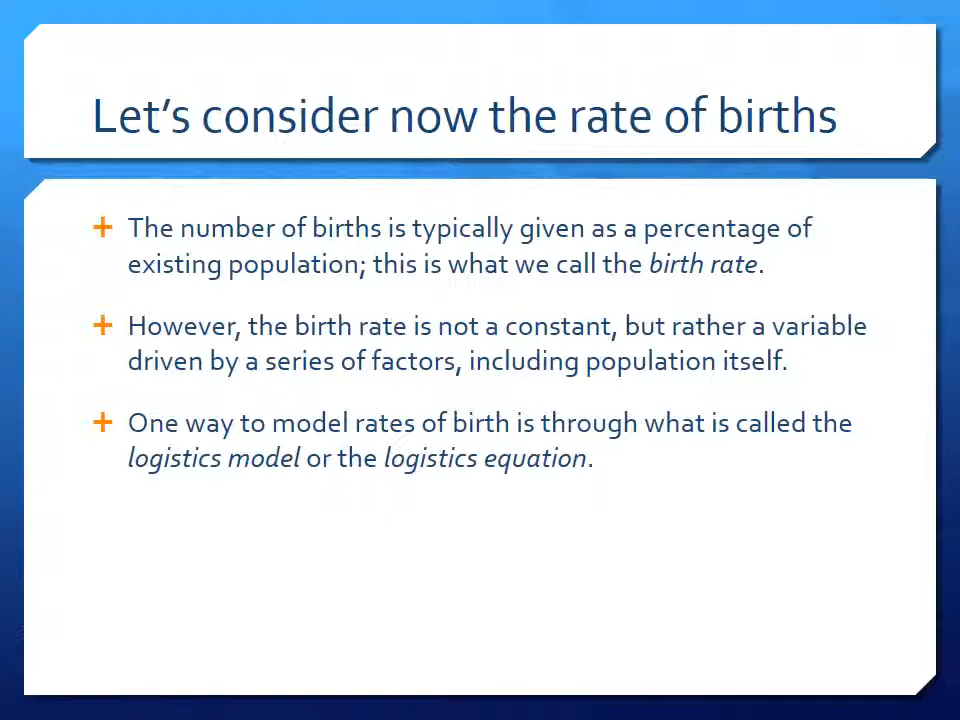 Let's consider now the rate of births
The number of births is typically given as a percentage of
existing population; this is what we call the birth rate.
However, the birth rate is not a constant, but rather a variable
driven by a series of factors, including population itself.
One way to model rates of birth is through what is called the
logistics model or the logistics equation.